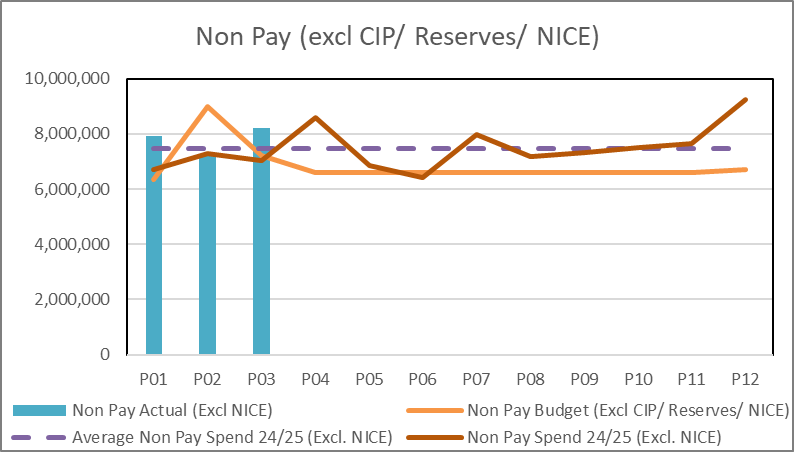 Non Pay (excl CIP/ Reserves/ NICE)
10,000,000
8,000,000
6,000,000
4,000,000
2,000,000
0
P01 P02 P03 P04 P05 P06 P07 P08 P09 P10 P11 P12
Non Pay Actual (Excl NICE) Non Pay Budget (Excl CIP/ Reserves/ NICE)
Average Non Pay Spend 24/25 (Excl. NICE) Non Pay Spend 24/25 (Excl. NICE)